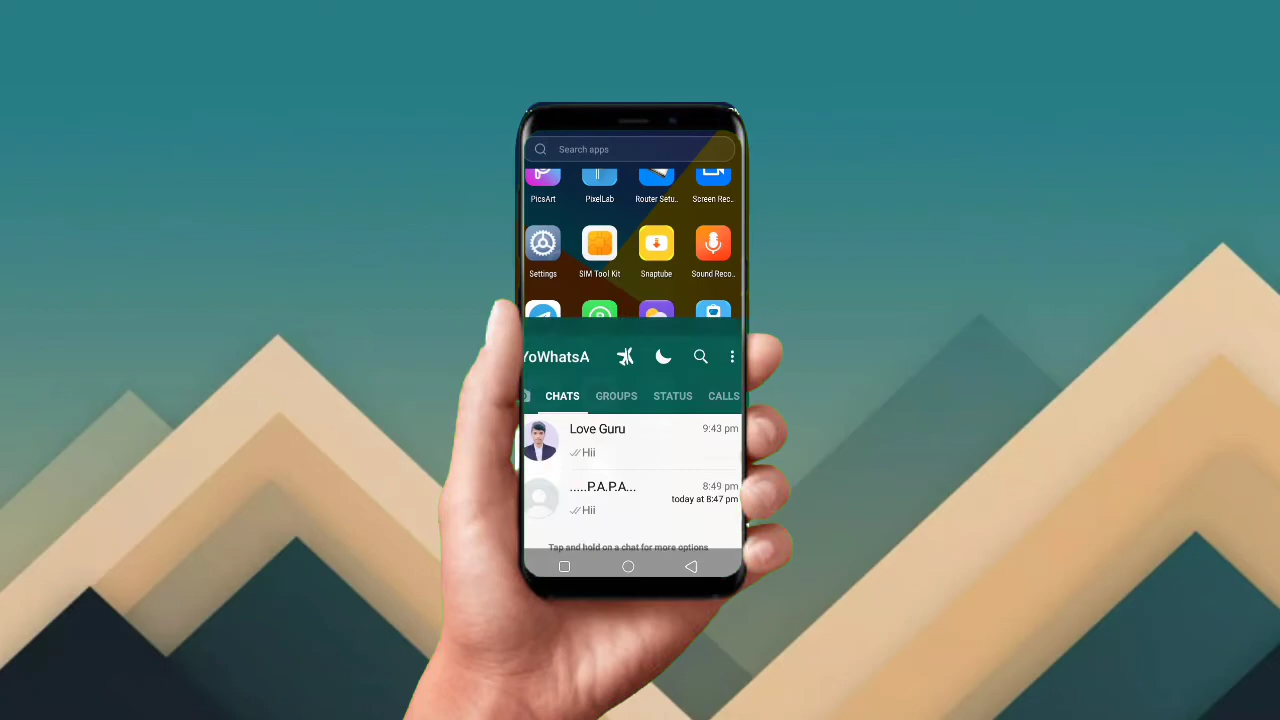 Search apps
PicsArt PixelLab Router Setu.. Screen Rec..
Settings SIM Tool Kit Snaptube Sound Reco..
YoWhatsA
CHATS GROUPS STATUS CALLS
Love Guru 9:43 pm
Hii
.....P.A.P.A... 8:49 pm
today at 8:47 pm
Hii
Tap and hold on a chat for more options